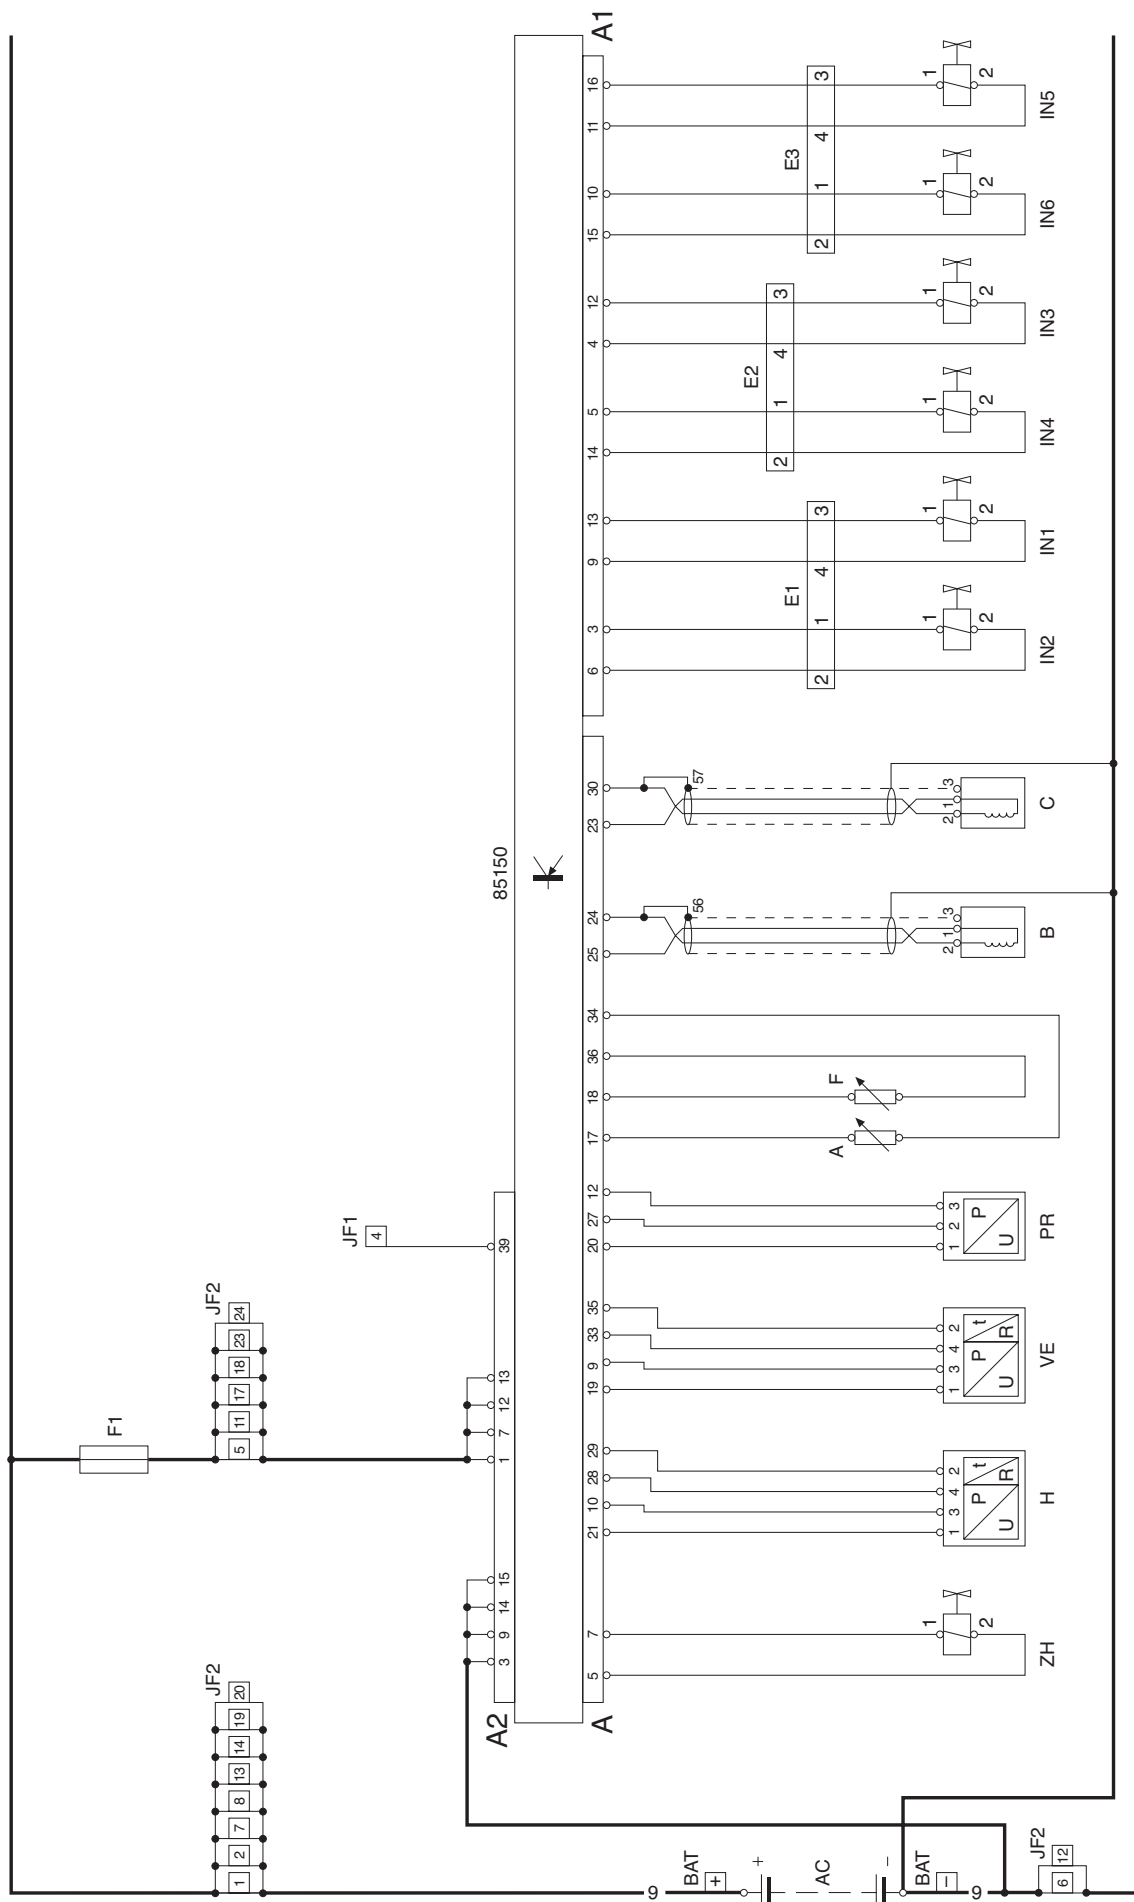 F1
JF2 JF2
1 2 7 8 13 14 19 20 5 11 17 18 23 24
JF1
4
85150
A2 3 9 14 15 1 7 12 13 39
A 5 7 21 10 28 29 19 9 33 35 20 27 12 17 18 36 34 25 24 23 30 6 3 9 13 14 5 4 12 15 10 11 16 A1
9
BAT 56 57
+
E2
+
2 1 4 3
E1 E3
AC 2 1 4 3 2 1 4 3
A F
−
BAT 1 1 1 1 1 1 1
−
1 3 4 2 1 3 4 2 1 2 3 2 1 3 2 1 3
9 P t P t P
2 2 2 2 2 2 2
U R U R U
JF2 ZH H VE PR B C IN2 IN1 IN4 IN3 IN6 IN5
6 12